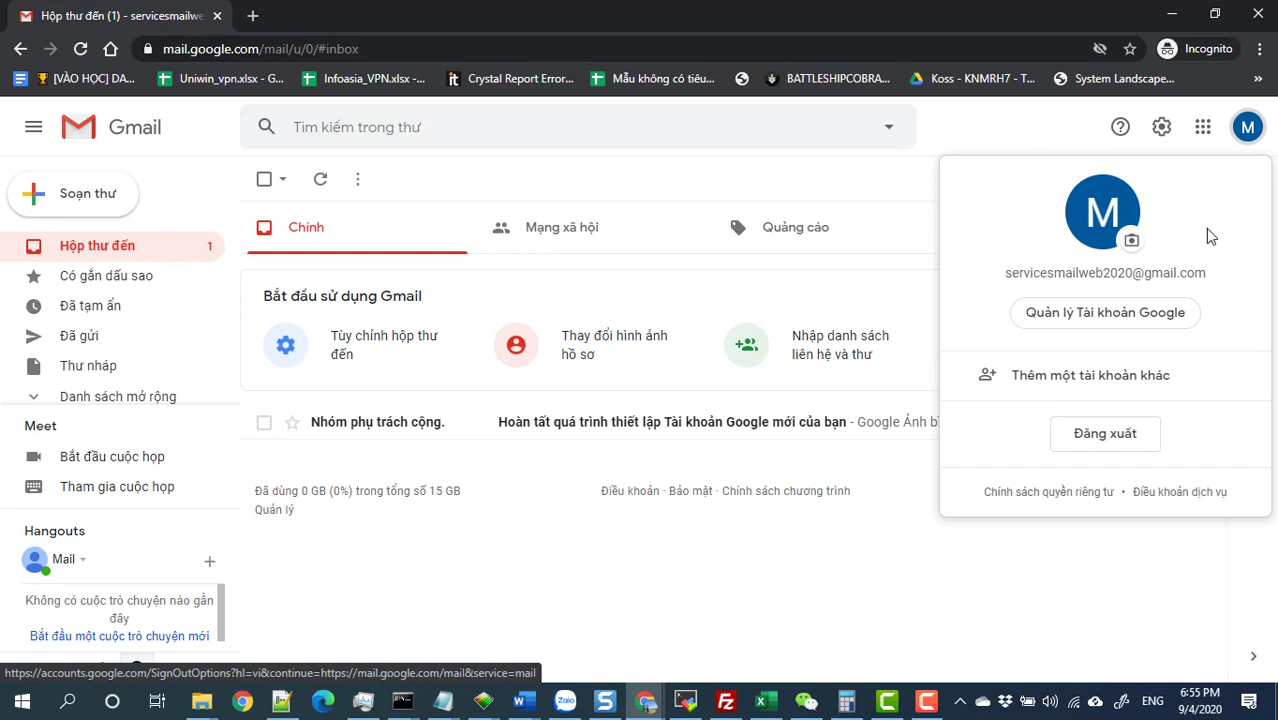 Hộp thư đến (1) - servicesmailwe
mail.google.com/mail/u/0/#inbox
Incognito
[VÀO HỌC] DA...
Uniwin_vpn.xlsx - G...
Infoasia_VPN.xlsx -...
Crystal Report Error...
Mẫu không có tiêu...
BATTLESHIPCOBRA...
Koss - KNMRH7 - T...
System Landscape...
Gmail
Tìm kiếm trong thư
M
Soạn thư
Hộp thư đến 1
Có gắn dấu sao
Đã tạm ẩn
Đã gửi
Thư nháp
Danh sách mở rộng
Meet
Bắt đầu cuộc họp
Tham gia cuộc họp
Hangouts
Mail
Không có cuộc trò chuyện nào gần
đây
Bắt đầu một cuộc trò chuyện mới
Chính
Mạng xã hội
Quảng cáo
Bắt đầu sử dụng Gmail
Tùy chỉnh hộp thư
đến
Thay đổi hình ảnh
hồ sơ
Nhập danh sách
liên hệ và thư
Nhóm phụ trách cộng. Hoàn tất quá trình thiết lập Tài khoản Google mới của bạn - Google Ảnh b
Đã dùng 0 GB (0%) trong tổng số 15 GB
Quản lý
Điều khoản · Bảo mật · Chính sách chương trình
M
servicesmailweb2020@gmail.com
Quản lý Tài khoản Google
Thêm một tài khoản khác
Đăng xuất
Chính sách quyền riêng tư • Điều khoản dịch vụ
https://accounts.google.com/SignOutOptions?hl=vi&continue=https://mail.google.com/mail&service=mail
ENG
6:55 PM
9/4/2020